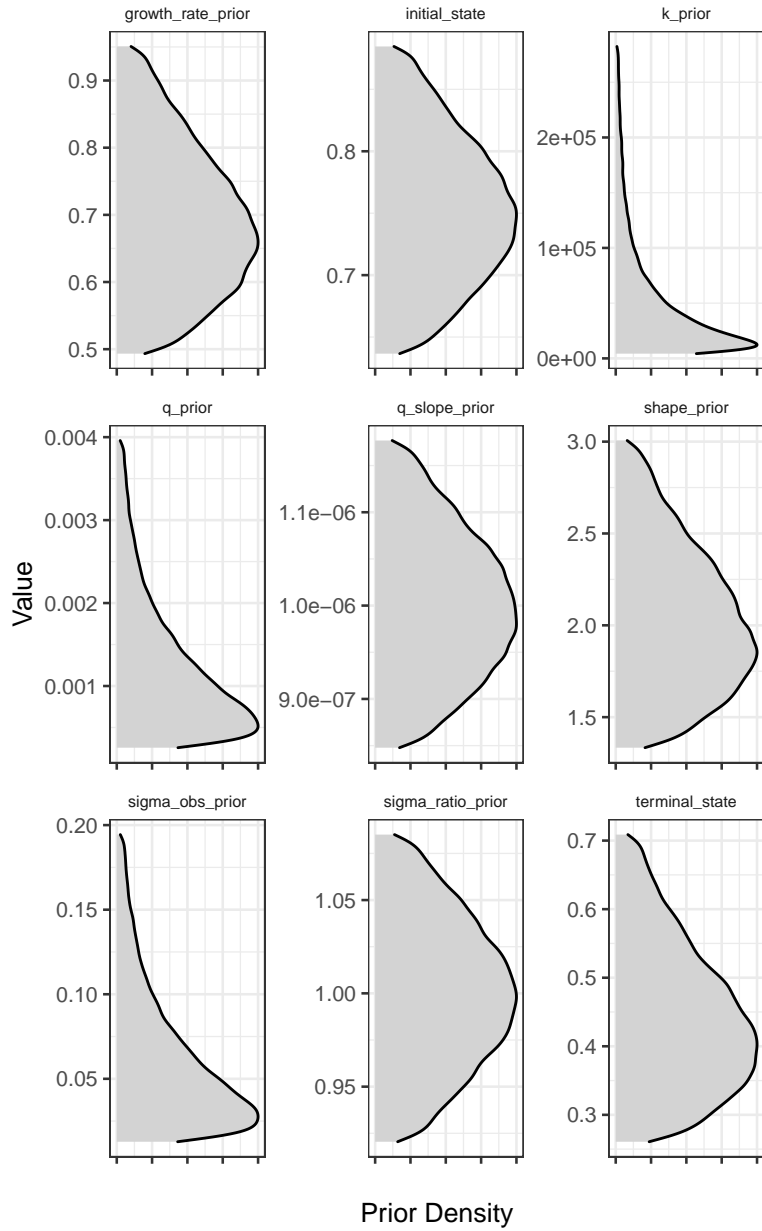 growth_rate_prior
initial_state
k_prior
0.9
0.8
0.7
0.6
0.5
0.8
0.7
2e+05
1e+05
0e+00
q_prior
q_slope_prior
shape_prior
0.004
0.003
0.002
0.001
1.1e−06
1.0e−06
9.0e−07
3.0
2.5
2.0
1.5
Value
sigma_obs_prior
sigma_ratio_prior
terminal_state
0.20
0.15
0.10
0.05
1.05
1.00
0.95
0.7
0.6
0.5
0.4
0.3
Prior Density